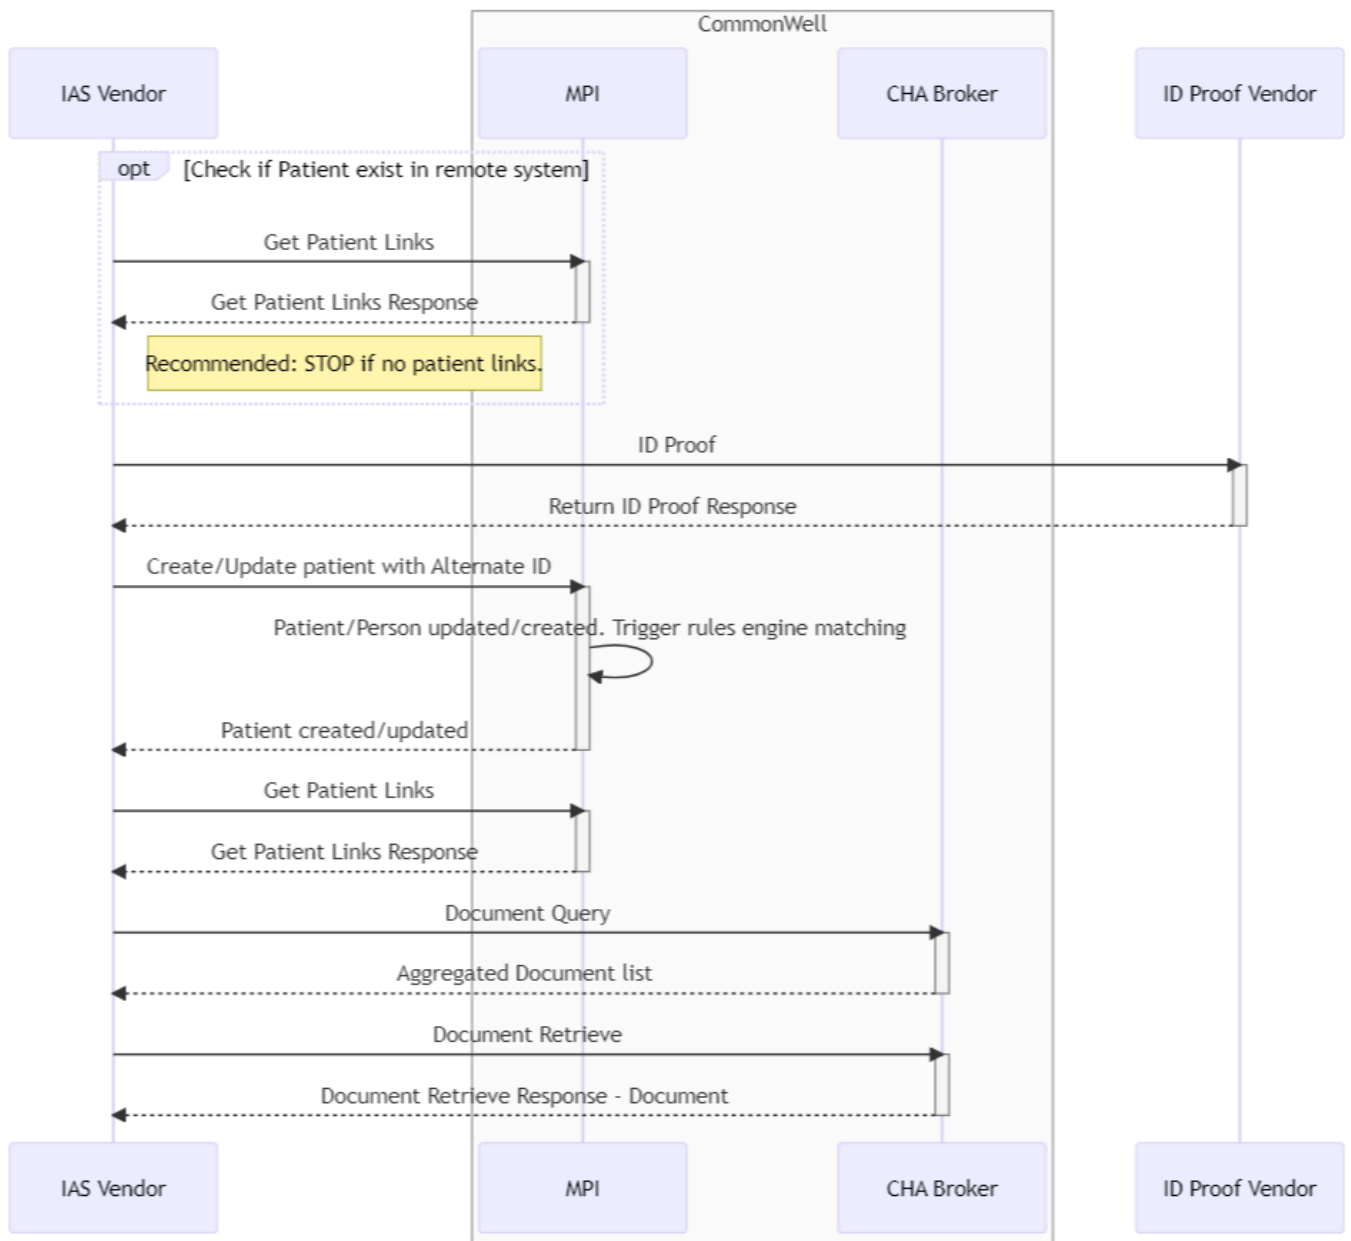 CommonWell
IAS Vendor
MPI
CHA Broker
ID Proof Vendor
opt
[Check if Patient exist in remote system]
Get Patient Links
Get Patient Links Response
Recommended: STOP if no patient links.
ID Proof
Return ID Proof Response
Create/Update patient with Alternate ID
Patient/Person updated/created. Trigger rules engine matching
Patient created/updated
Get Patient Links
Get Patient Links Response
Document Query
Aggregated Document list
Document Retrieve
Document Retrieve Response - Document
IAS Vendor
MPI
CHA Broker
ID Proof Vendor